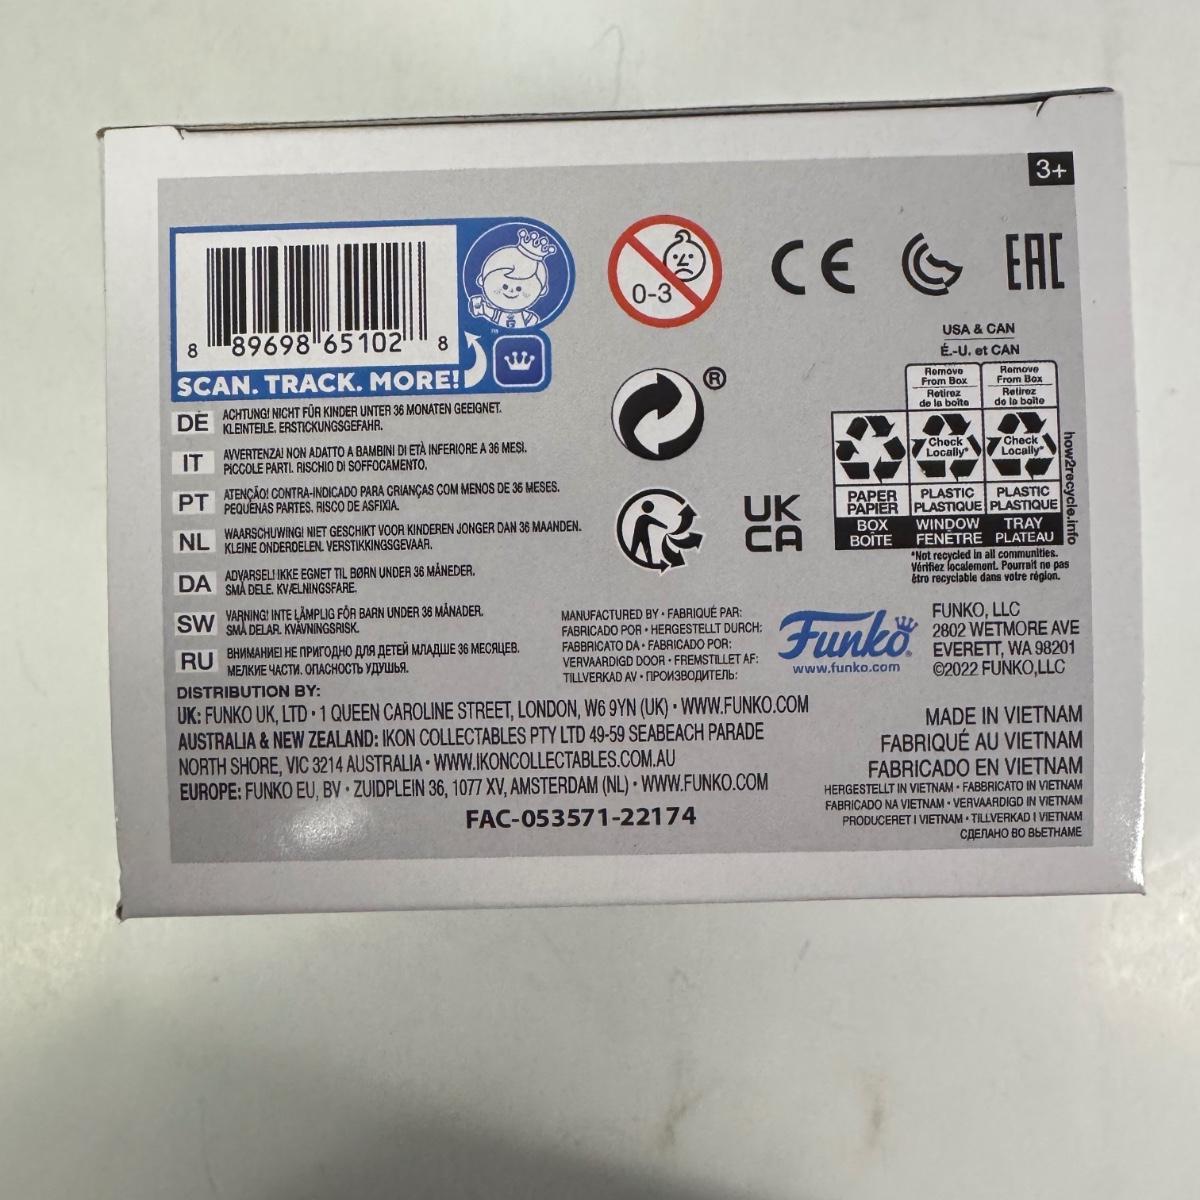 3+
8 89698 65102 8
SCAN. TRACK. MORE!
™
0-3
CE
EAC
®
UK
CA
USA & CAN
É.-U. et CAN
Remove
From Box
Retirez
de la boîte
Remove
From Box
Retirez
de la boîte
Check
Locally*
Check
Locally*
PAPER
PAPIER
PLASTIC
PLASTIQUE
PLASTIC
PLASTIQUE
BOX
BOÎTE
WINDOW
FENÊTRE
TRAY
PLATEAU
how2recycle.info
*Not recycled in all communities.
Vérifiez localement. Pourrait ne pas
être recyclable dans votre région.
DE ACHTUNG! NICHT FÜR KINDER UNTER 36 MONATEN GEEIGNET.
KLEINTEILE. ERSTICKUNGSGEFAHR.
IT AVVERTENZA! NON ADATTO A BAMBINI DI ETÀ INFERIORE A 36 MESI.
PICCOLE PARTI. RISCHIO DI SOFFOCAMENTO.
PT ATENÇÃO! CONTRA-INDICADO PARA CRIANÇAS COM MENOS DE 36 MESES.
PEQUENAS PARTES. RISCO DE ASFIXIA.
NL WAARSCHUWING! NIET GESCHIKT VOOR KINDEREN JONGER DAN 36 MAANDEN.
KLEINE ONDERDELEN. VERSTIKKINGSGEVAAR.
DA ADVARSEL! IKKE EGNET TIL BØRN UNDER 36 MÅNEDER.
SMÅ DELE. KVÆLNINGSFARE.
SW VARNING! INTE LÄMPLIG FÖR BARN UNDER 36 MÅNADER.
SMÅ DELAR. KVÄVNINGSRISK.
RU ВНИМАНИЕ! НЕ ПРИГОДНО ДЛЯ ДЕТЕЙ МЛАДШЕ 36 МЕСЯЦЕВ.
МЕЛКИЕ ЧАСТИ. ОПАСНОСТЬ УДУШЬЯ.
MANUFACTURED BY • FABRIQUÉ PAR:
FABRICADO POR • HERGESTELLT DURCH:
FABBRICATO DA • FABRICADO POR:
VERVAARDIGD DOOR • FREMSTILLET AF:
TILLVERKAD AV • ПРОИЗВОДИТЕЛЬ:
Funko®
www.funko.com
FUNKO, LLC
2802 WETMORE AVE
EVERETT, WA 98201
©2022 FUNKO,LLC
DISTRIBUTION BY:
UK: FUNKO UK, LTD • 1 QUEEN CAROLINE STREET, LONDON, W6 9YN (UK) • WWW.FUNKO.COM
AUSTRALIA & NEW ZEALAND: IKON COLLECTABLES PTY LTD 49-59 SEABEACH PARADE
NORTH SHORE, VIC 3214 AUSTRALIA • WWW.IKONCOLLECTABLES.COM.AU
EUROPE: FUNKO EU, BV • ZUIDPLEIN 36, 1077 XV, AMSTERDAM (NL) • WWW.FUNKO.COM
FAC-053571-22174
MADE IN VIETNAM
FABRIQUÉ AU VIETNAM
FABRICADO EN VIETNAM
HERGESTELLT IN VIETNAM • FABBRICATO IN VIETNAM
FABRICADO NA VIETNAM • VERVAARDIGD IN VIETNAM
PRODUCERET I VIETNAM • TILLVERKAD I VIETNAM
СДЕЛАНО ВО ВЬЕТНАМЕ